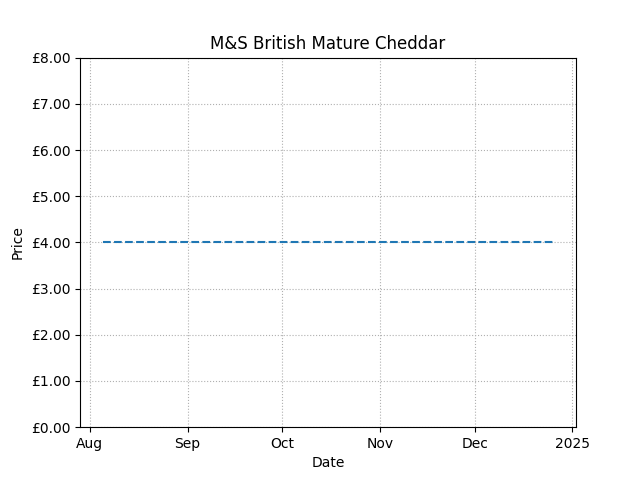 M&S British Mature Cheddar
£8.00
£7.00
£6.00
£5.00
£4.00
£3.00
£2.00
£1.00
£0.00
Price
Aug Sep Oct Nov Dec 2025
Date